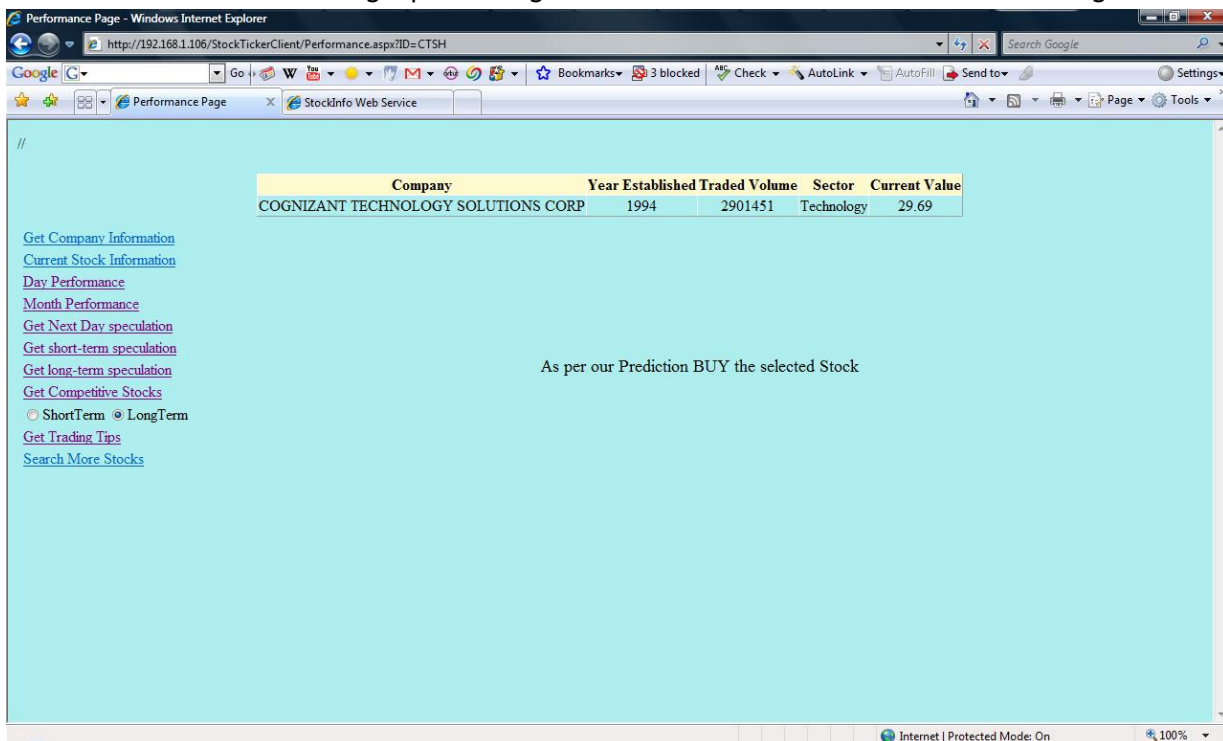 Performance Page - Windows Internet Explorer
http://192.168.1.106/StockTickerClient/Performance.aspx?ID=CTSH
Search Google
Google G
Go
W
Bookmarks
3 blocked
Check
AutoLink
AutoFill
Send to
Settings
Performance Page
StockInfo Web Service
Page
Tools
//
Company Year Established Traded Volume Sector Current Value
COGNIZANT TECHNOLOGY SOLUTIONS CORP 1994 2901451 Technology 29.69
Get Company Information
Current Stock Information
Day Performance
Month Performance
Get Next Day speculation
Get short-term speculation
Get long-term speculation
Get Competitive Stocks
ShortTerm LongTerm
Get Trading Tips
Search More Stocks
As per our Prediction BUY the selected Stock
Internet | Protected Mode: On
100%